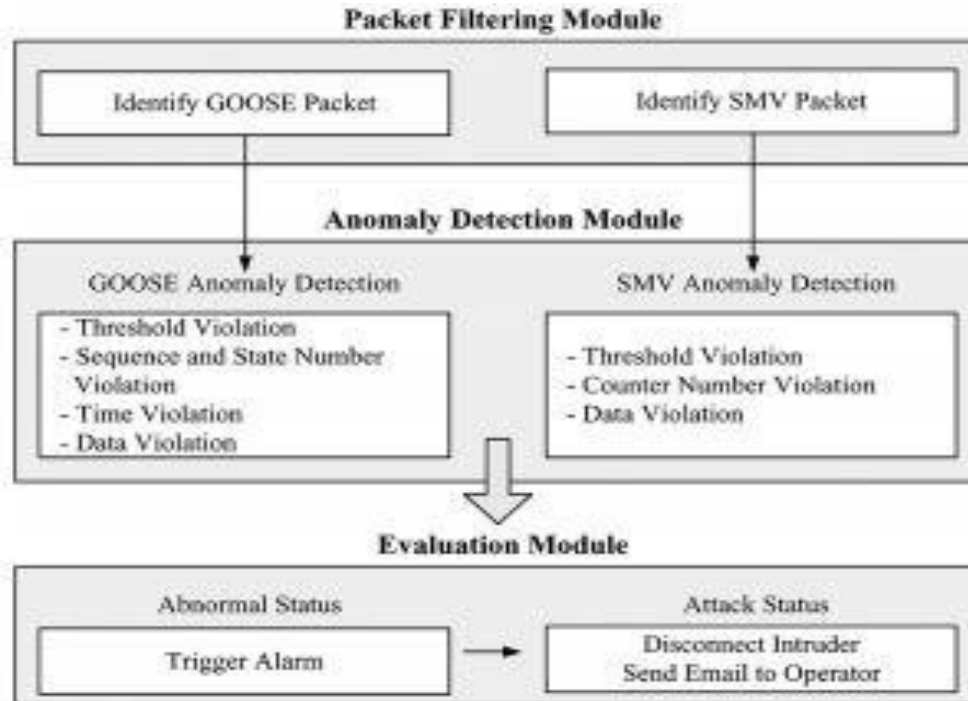 Packet Filtering Module
Identify GOOSE Packet
Identify SMV Packet
Anomaly Detection Module
GOOSE Anomaly Detection
- Threshold Violation
- Sequence and State Number
Violation
- Time Violation
- Data Violation
SMV Anomaly Detection
- Threshold Violation
- Counter Number Violation
- Data Violation
Evaluation Module
Abnormal Status
Trigger Alarm
Attack Status
Disconnect Intruder
Send Email to Operator